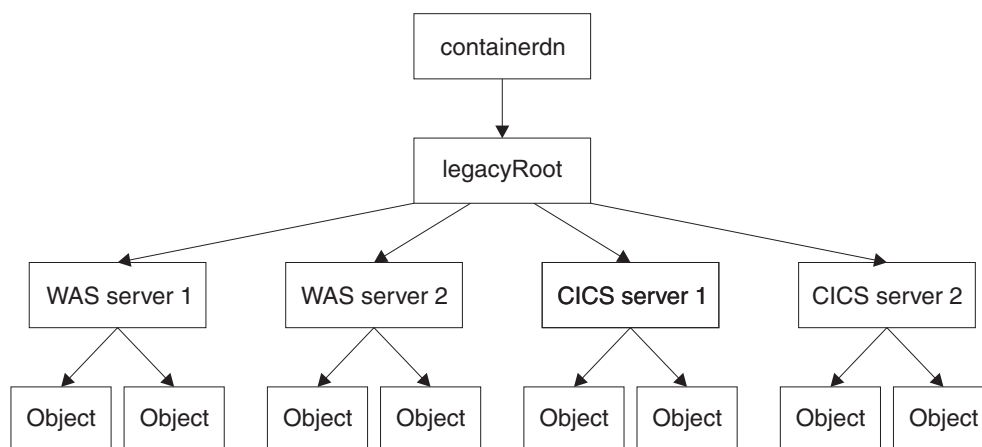 containerdn
legacyRoot
WAS server 1
WAS server 2
CICS server 1
CICS server 2
Object
Object
Object
Object
Object
Object
Object
Object